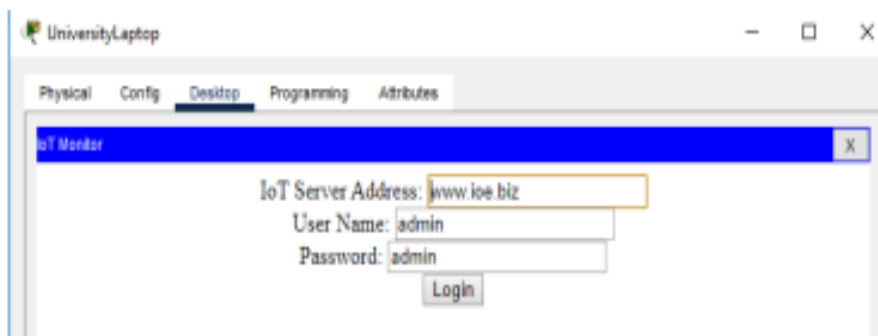 UniversityLaptop
Physical Config Desktop Programming Attributes
IoT Monitor X
IoT Server Address: www.ioe.biz
User Name: admin
Password: admin
Login